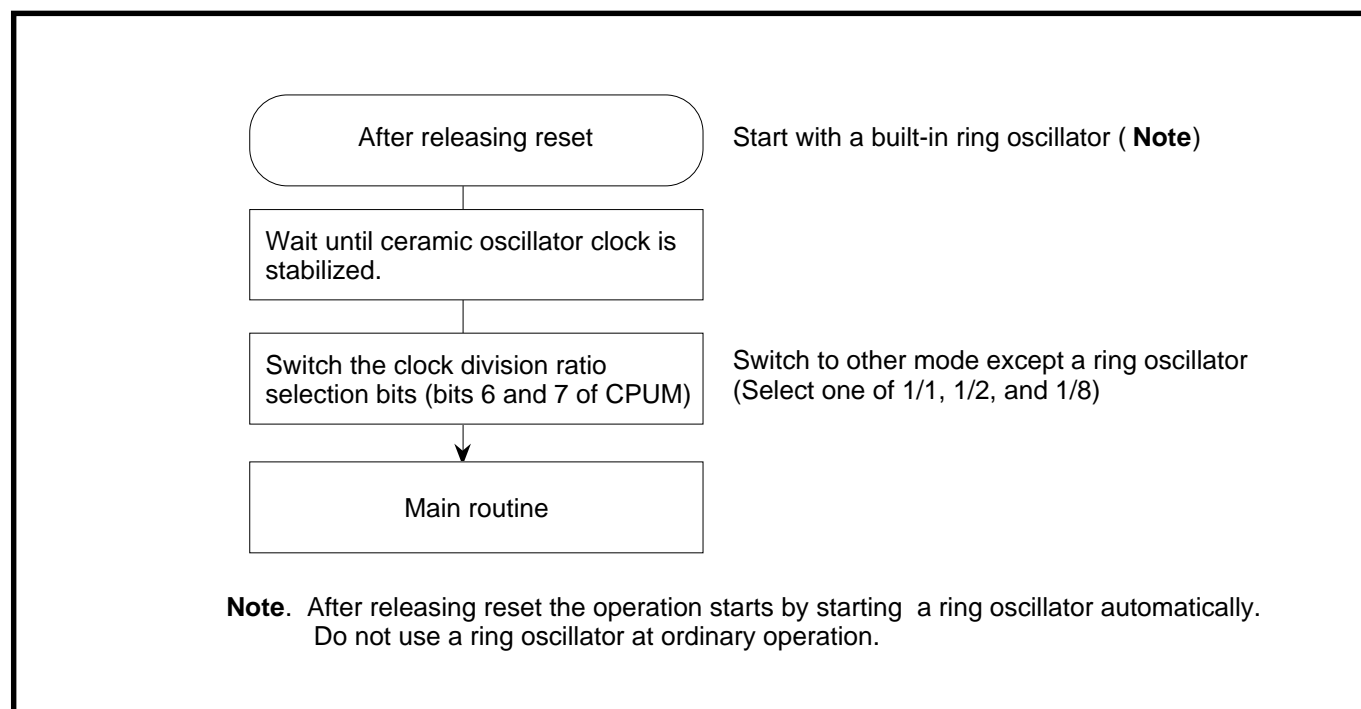 After releasing reset
Start with a built-in ring oscillator ( Note)
Wait until ceramic oscillator clock is
stabilized.
Switch the clock division ratio
selection bits (bits 6 and 7 of CPUM)
Switch to other mode except a ring oscillator
(Select one of 1/1, 1/2, and 1/8)
Main routine
Note. After releasing reset the operation starts by starting a ring oscillator automatically.
Do not use a ring oscillator at ordinary operation.